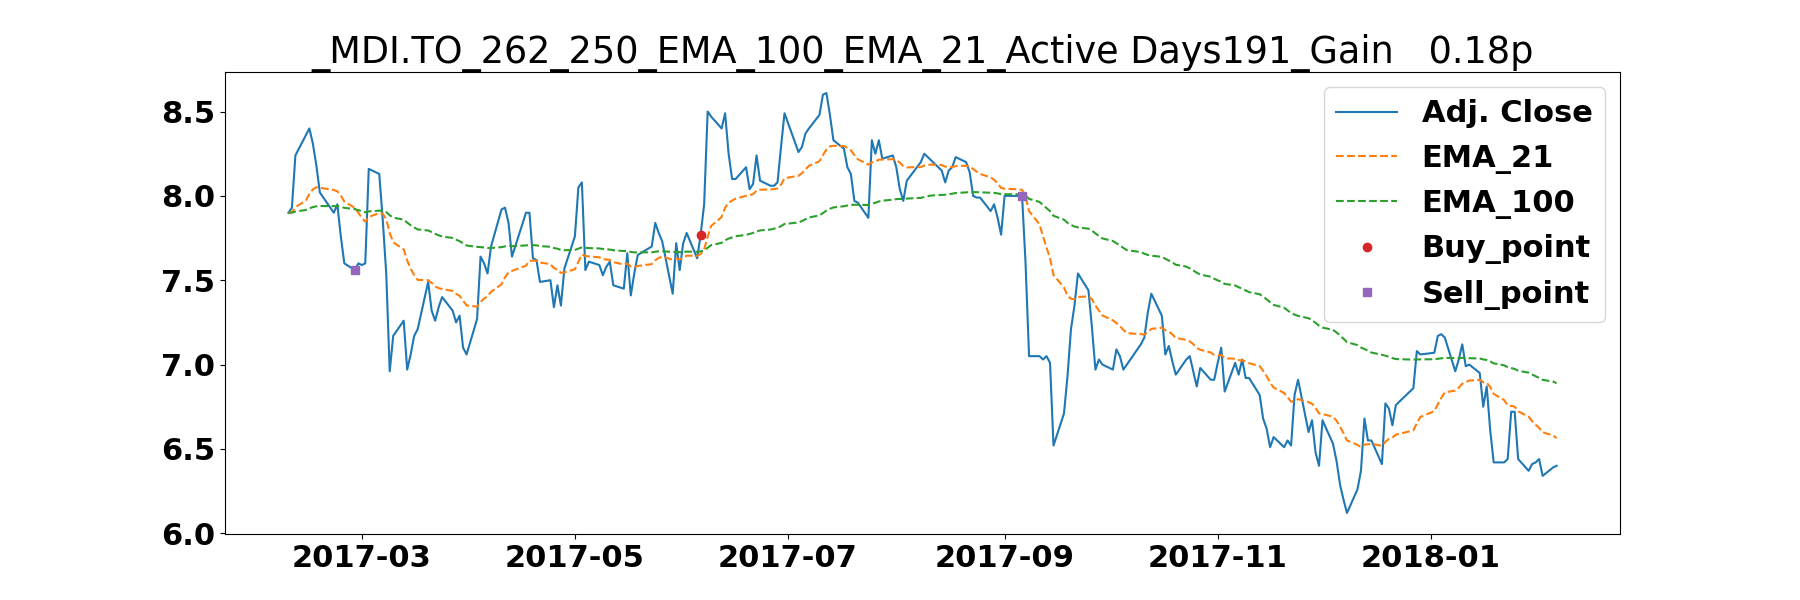 _MDI.TO_262_250_EMA_100_EMA_21_Active Days191_Gain   0.18p
8.5
8.0
7.5
7.0
6.5
6.0
2017-03 2017-05 2017-07 2017-09 2017-11 2018-01
Adj. Close
EMA_21
EMA_100
Buy_point
Sell_point